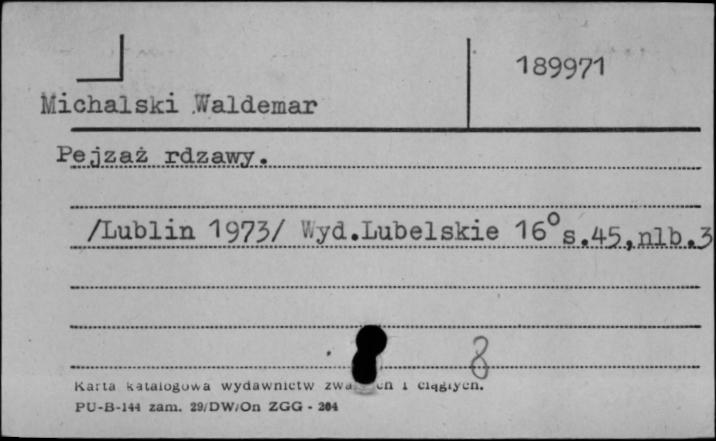 189971
Michalski Waldemar
Pejzaż rdzawy.
/Lublin 1973/ Wyd.Lubelskie 16° s.45,nlb.3
8
Karta katalogowa wydawnictw i ciągłych.
PU-B-144 zam. 29/DW/On ZGG - 204